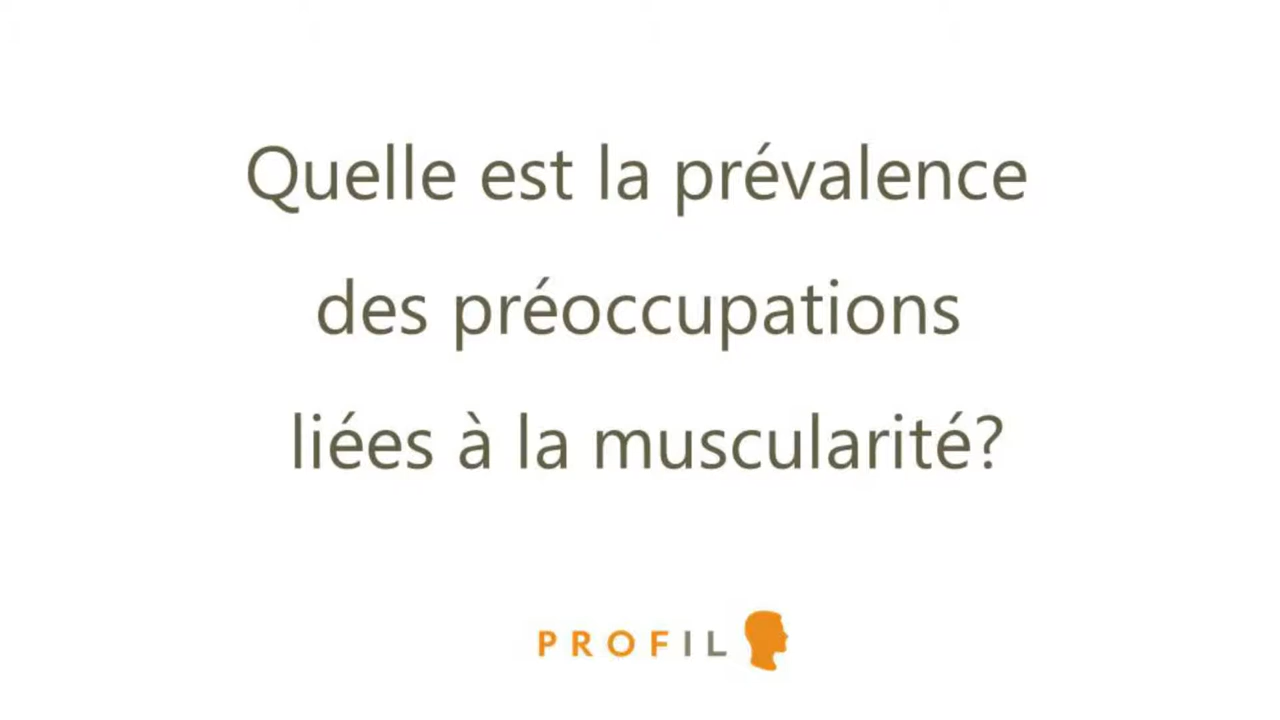 Quelle est la prévalence
des préoccupations
liées à la muscularité?
PROFIL